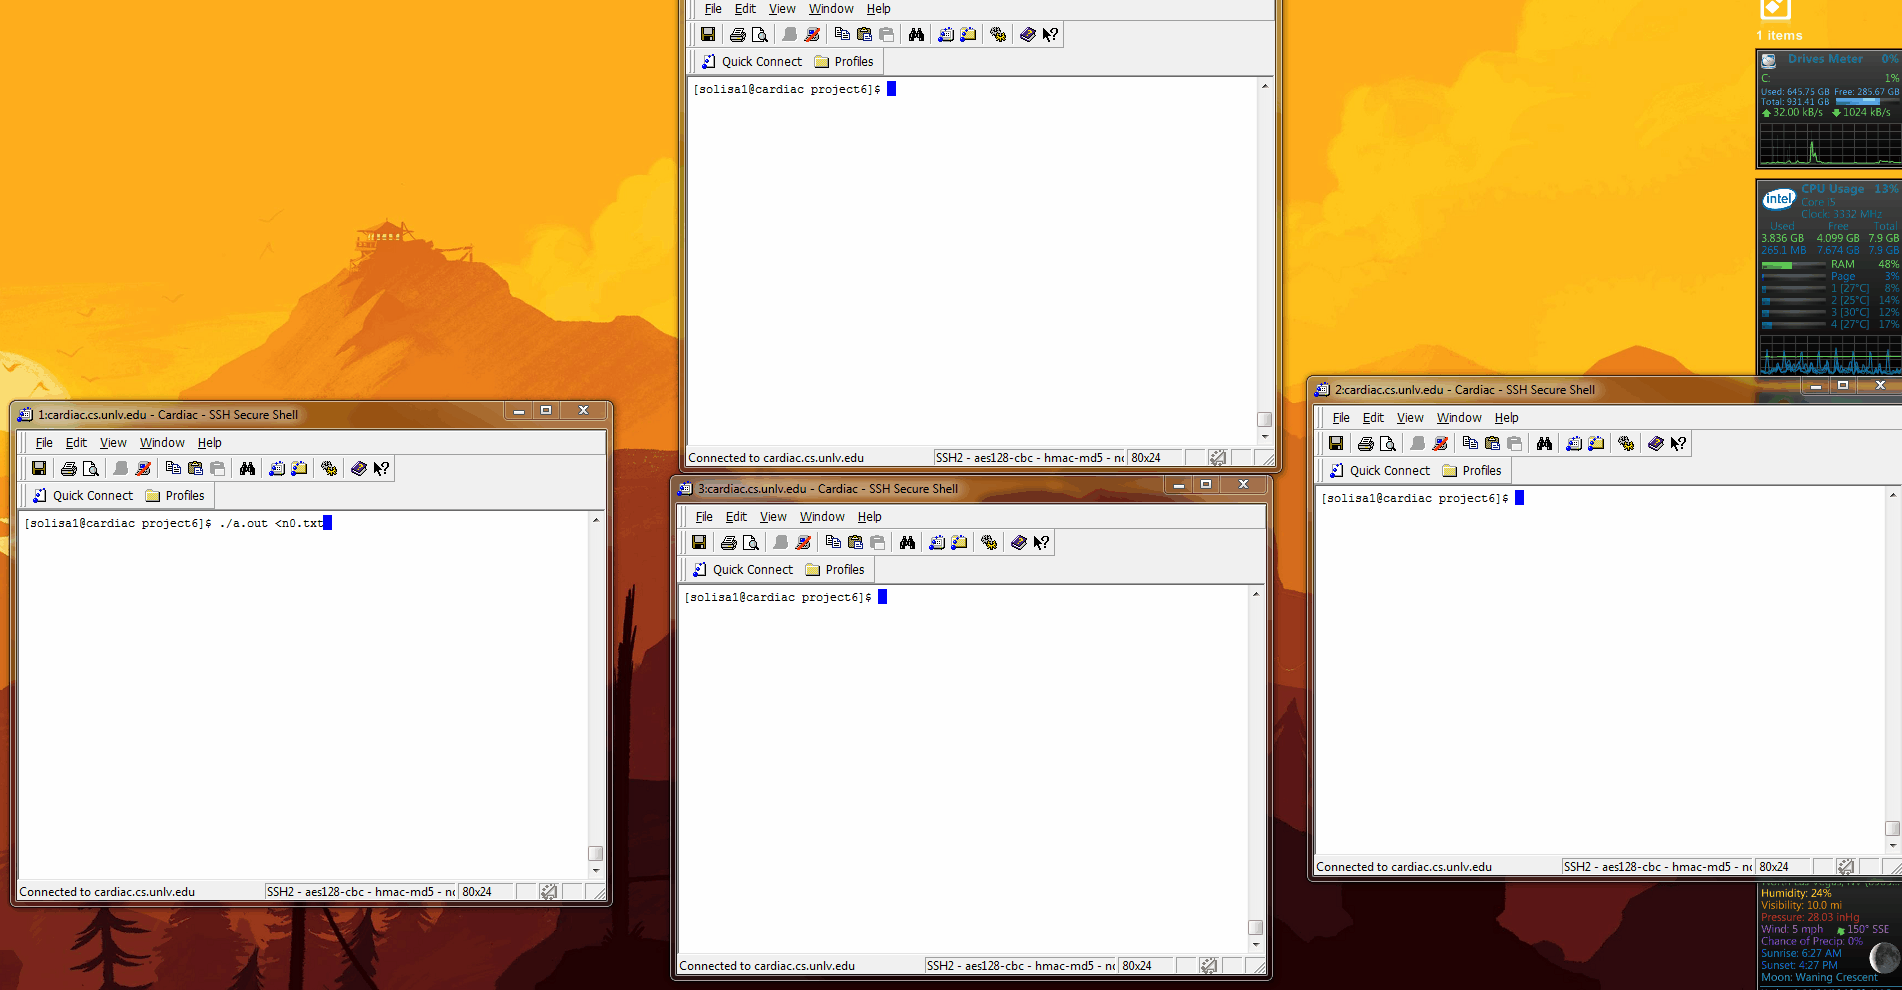 File Edit View Window Help
Quick Connect Profiles
[solisa1@cardiac project6]$
Connected to cardiac.cs.unlv.edu SSH2 - aes128-cbc - hmac-md5 - 80x24
1 items
Drives Meter 0%
C: 1%
Used: 645.75 GB Free: 285.67 GB
Total: 931.41 GB
32.00 kB/s 1024 kB/s
intel CPU Usage 13%
Core i5
Clock: 3332 MHz
Used Free Total
3.836 GB 4.099 GB 7.9 GB
265.1 MB 7.674 GB 7.9 GB
RAM 48%
Page 3%
1 [27°C] 8%
2 [25°C] 14%
3 [30°C] 12%
4 [27°C] 17%
1:cardiac.cs.unlv.edu - Cardiac - SSH Secure Shell
File Edit View Window Help
Quick Connect Profiles
[solisa1@cardiac project6]$ ./a.out <n0.txt
Connected to cardiac.cs.unlv.edu SSH2 - aes128-cbc - hmac-md5 - 80x24
3:cardiac.cs.unlv.edu - Cardiac - SSH Secure Shell
File Edit View Window Help
Quick Connect Profiles
[solisa1@cardiac project6]$
Connected to cardiac.cs.unlv.edu SSH2 - aes128-cbc - hmac-md5 - 80x24
2:cardiac.cs.unlv.edu - Cardiac - SSH Secure Shell
File Edit View Window Help
Quick Connect Profiles
[solisa1@cardiac project6]$
Connected to cardiac.cs.unlv.edu SSH2 - aes128-cbc - hmac-md5 - 80x24
Humidity: 24%
Visibility: 10.0 mi
Pressure: 28.03 inHg
Wind: 5 mph 150° SSE
Chance of Precip: 0%
Sunrise: 6:27 AM
Sunset: 4:27 PM
Moon: Waning Crescent